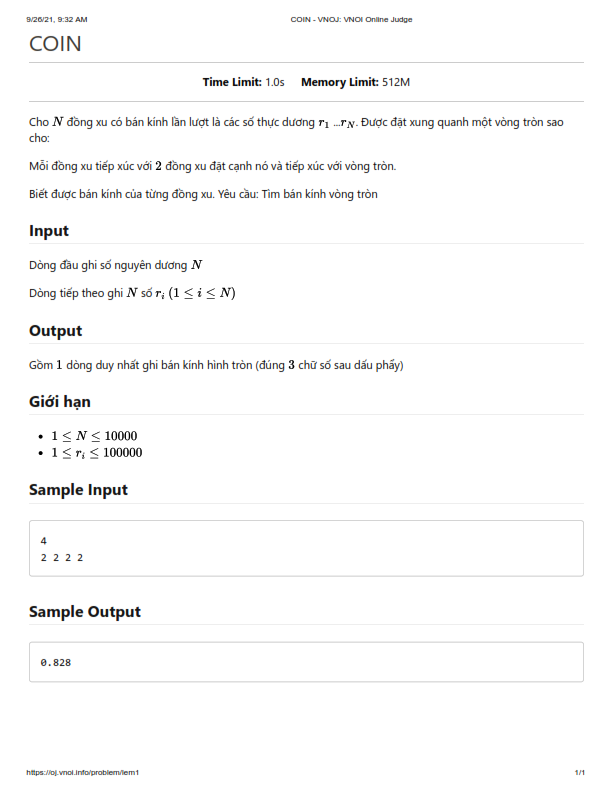 9/26/21, 9:32 AM COIN - VNOJ: VNOI Online Judge
COIN
Time Limit: 1.0s Memory Limit: 512M
Cho N đồng xu có bán kính lần lượt là các số thực dương r₁ ...r_N. Được đặt xung quanh một vòng tròn sao
cho:
Mỗi đồng xu tiếp xúc với 2 đồng xu đặt cạnh nó và tiếp xúc với vòng tròn.
Biết được bán kính của từng đồng xu. Yêu cầu: Tìm bán kính vòng tròn
Input
Dòng đầu ghi số nguyên dương N
Dòng tiếp theo ghi N số r_i (1 ≤ i ≤ N)
Output
Gồm 1 dòng duy nhất ghi bán kính hình tròn (đúng 3 chữ số sau dấu phẩy)
Giới hạn
• 1 ≤ N ≤ 10000
• 1 ≤ r_i ≤ 100000
Sample Input
4
2 2 2 2
Sample Output
0.828
https://oj.vnoi.info/problem/lem1 1/1